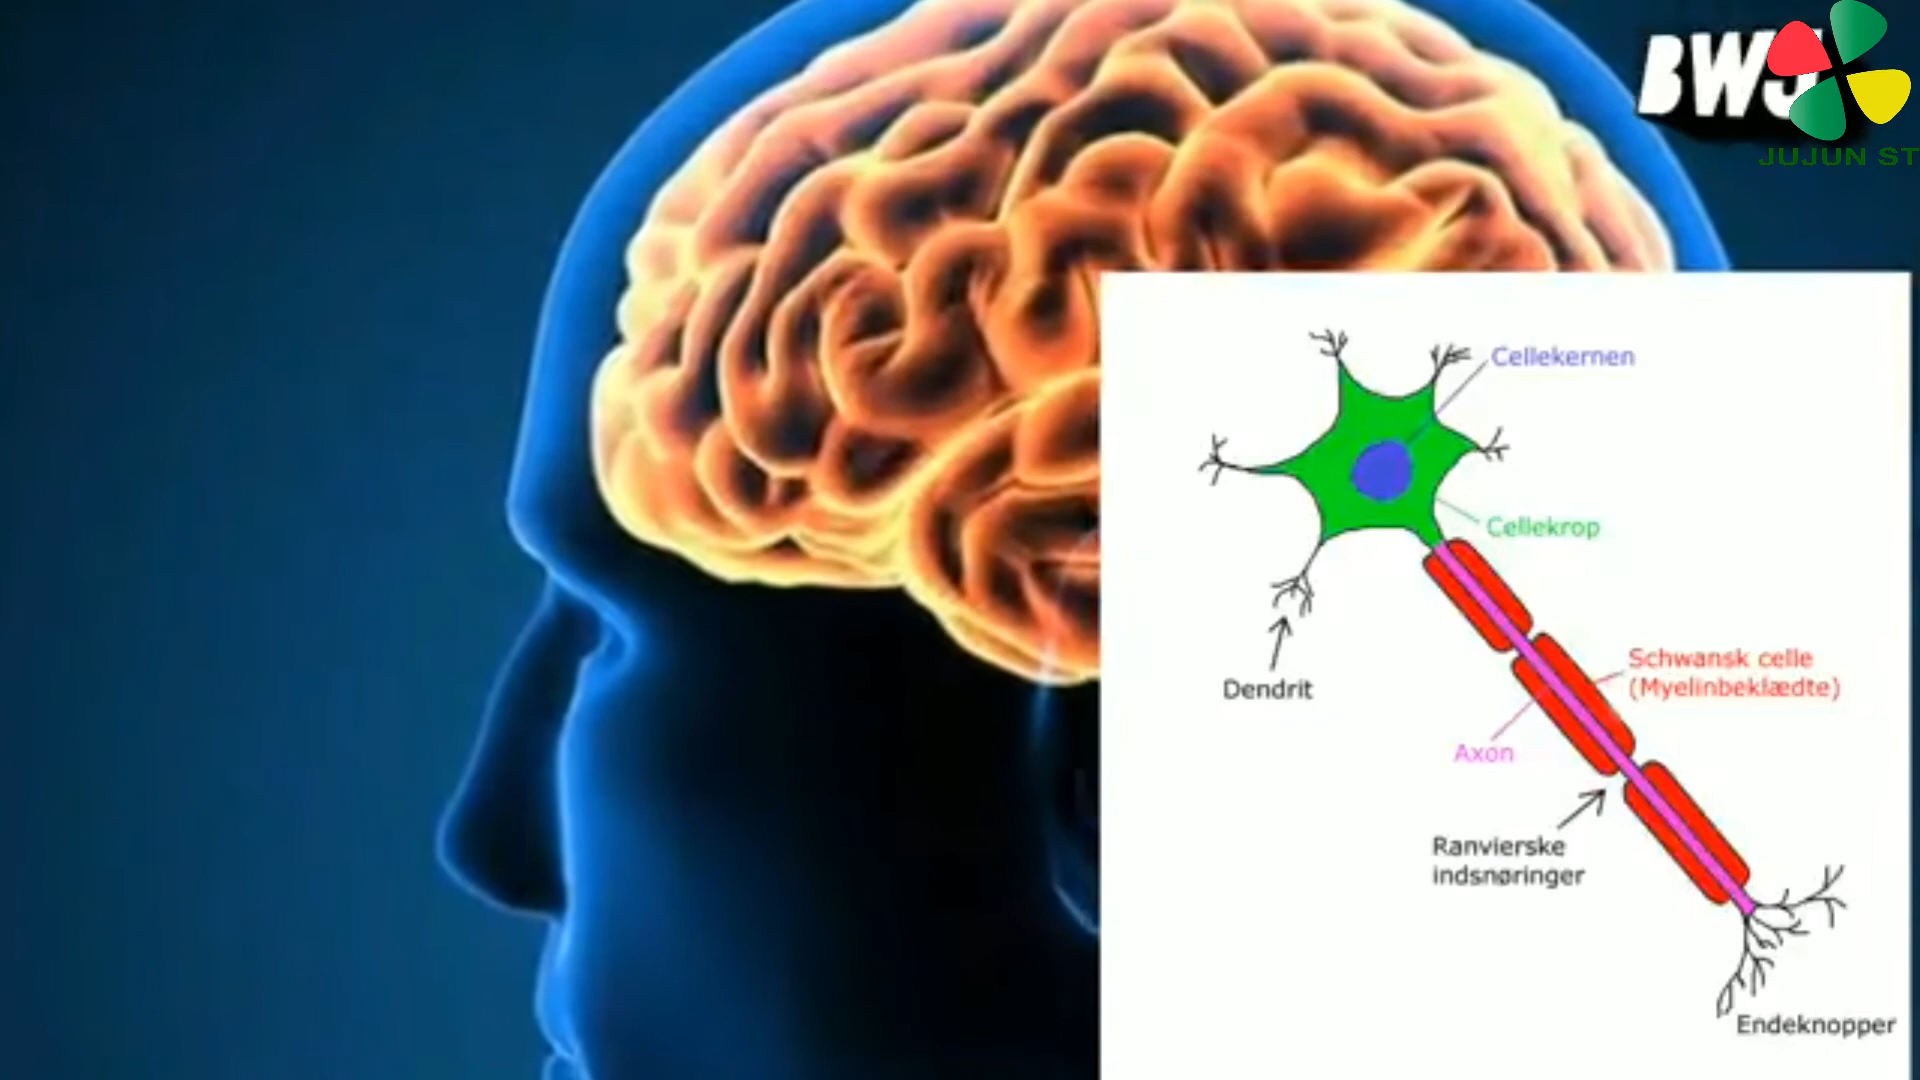 BWJ
JUJUN ST
Cellekernen
Cellekrop
Schwansk celle
(Myelinbeklædte)
Dendrit
Axon
Ranvierske
indsnøringer
Endeknopper